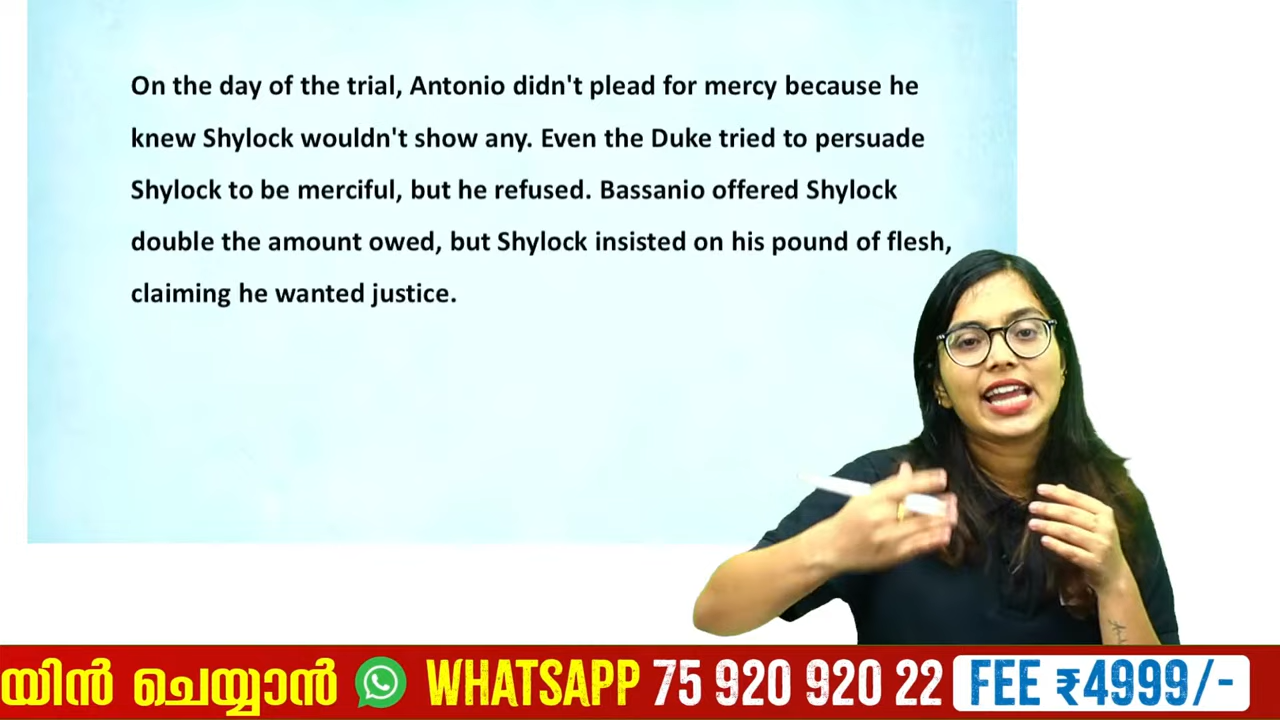 On the day of the trial, Antonio didn't plead for mercy because he
knew Shylock wouldn't show any. Even the Duke tried to persuade
Shylock to be merciful, but he refused. Bassanio offered Shylock
double the amount owed, but Shylock insisted on his pound of flesh,
claiming he wanted justice.
യിൻ ചെയ്യാൻ WHATSAPP 75 920 920 22 FEE ₹4999/-